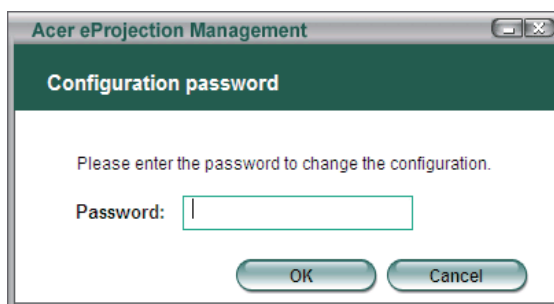 Acer eProjection Management
Configuration password
Please enter the password to change the configuration.
Password:
OK Cancel